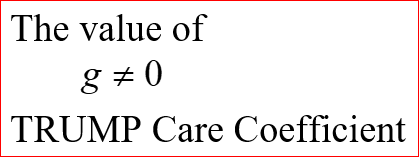 The value of
g ≠ 0
TRUMP Care Coefficient